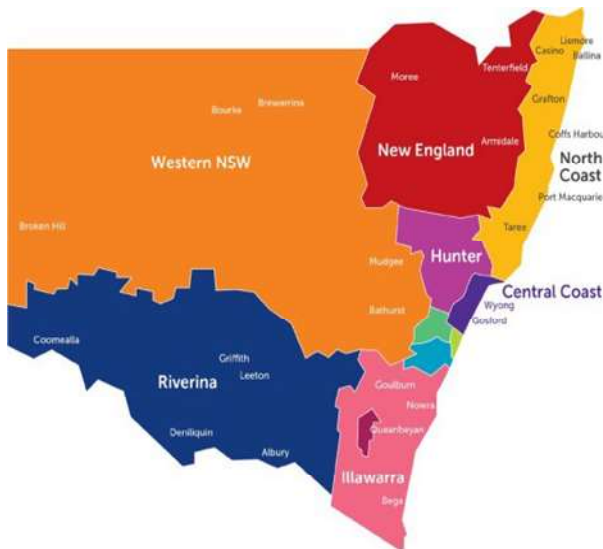 Lismore
Casino
Ballina
Tenterfield
Moree
Grafton
Brewarrina
Bourke
Coffs Harbou
Armidale
New England
North
Coast
Western NSW
Port Macquarie
Taree
Broken Hill
Hunter
Mudgee
Central Coast
Wyong
Bathurst
Gosford
Coomealla
Griffith
Leeton
Riverina
Goulburn
Nowra
Deniliquin
Queanbeyan
Albury
Illawarra
Bega